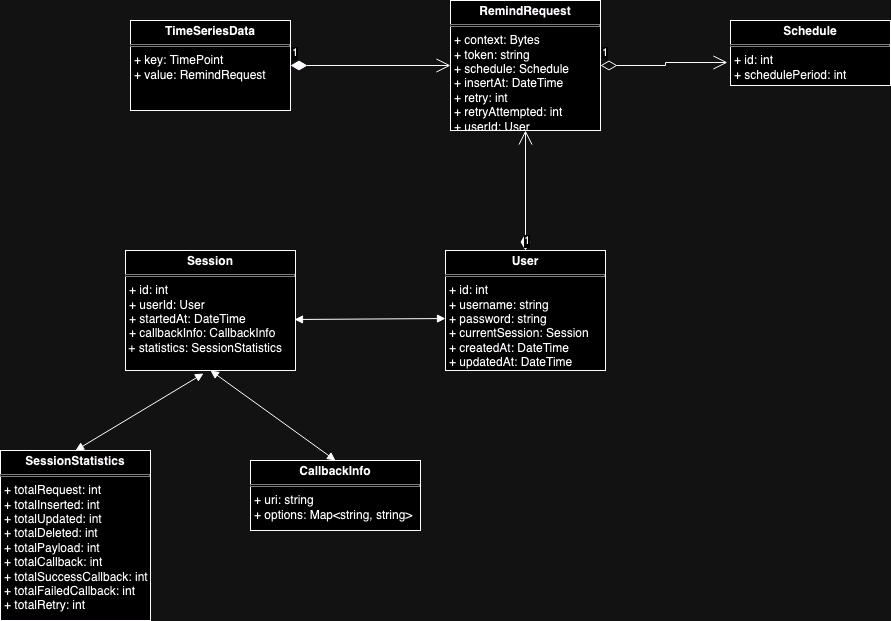 TimeSeriesData
+ key: TimePoint
+ value: RemindRequest
1
RemindRequest
+ context: Bytes
+ token: string
+ schedule: Schedule
+ insertAt: DateTime
+ retry: int
+ retryAttempted: int
+ userId: User
1
Schedule
+ id: int
+ schedulePeriod: int
1
Session
+ id: int
+ userId: User
+ startedAt: DateTime
+ callbackInfo: CallbackInfo
+ statistics: SessionStatistics
User
+ id: int
+ username: string
+ password: string
+ currentSession: Session
+ createdAt: DateTime
+ updatedAt: DateTime
SessionStatistics
+ totalRequest: int
+ totalInserted: int
+ totalUpdated: int
+ totalDeleted: int
+ totalPayload: int
+ totalCallback: int
+ totalSuccessCallback: int
+ totalFailedCallback: int
+ totalRetry: int
CallbackInfo
+ uri: string
+ options: Map<string, string>